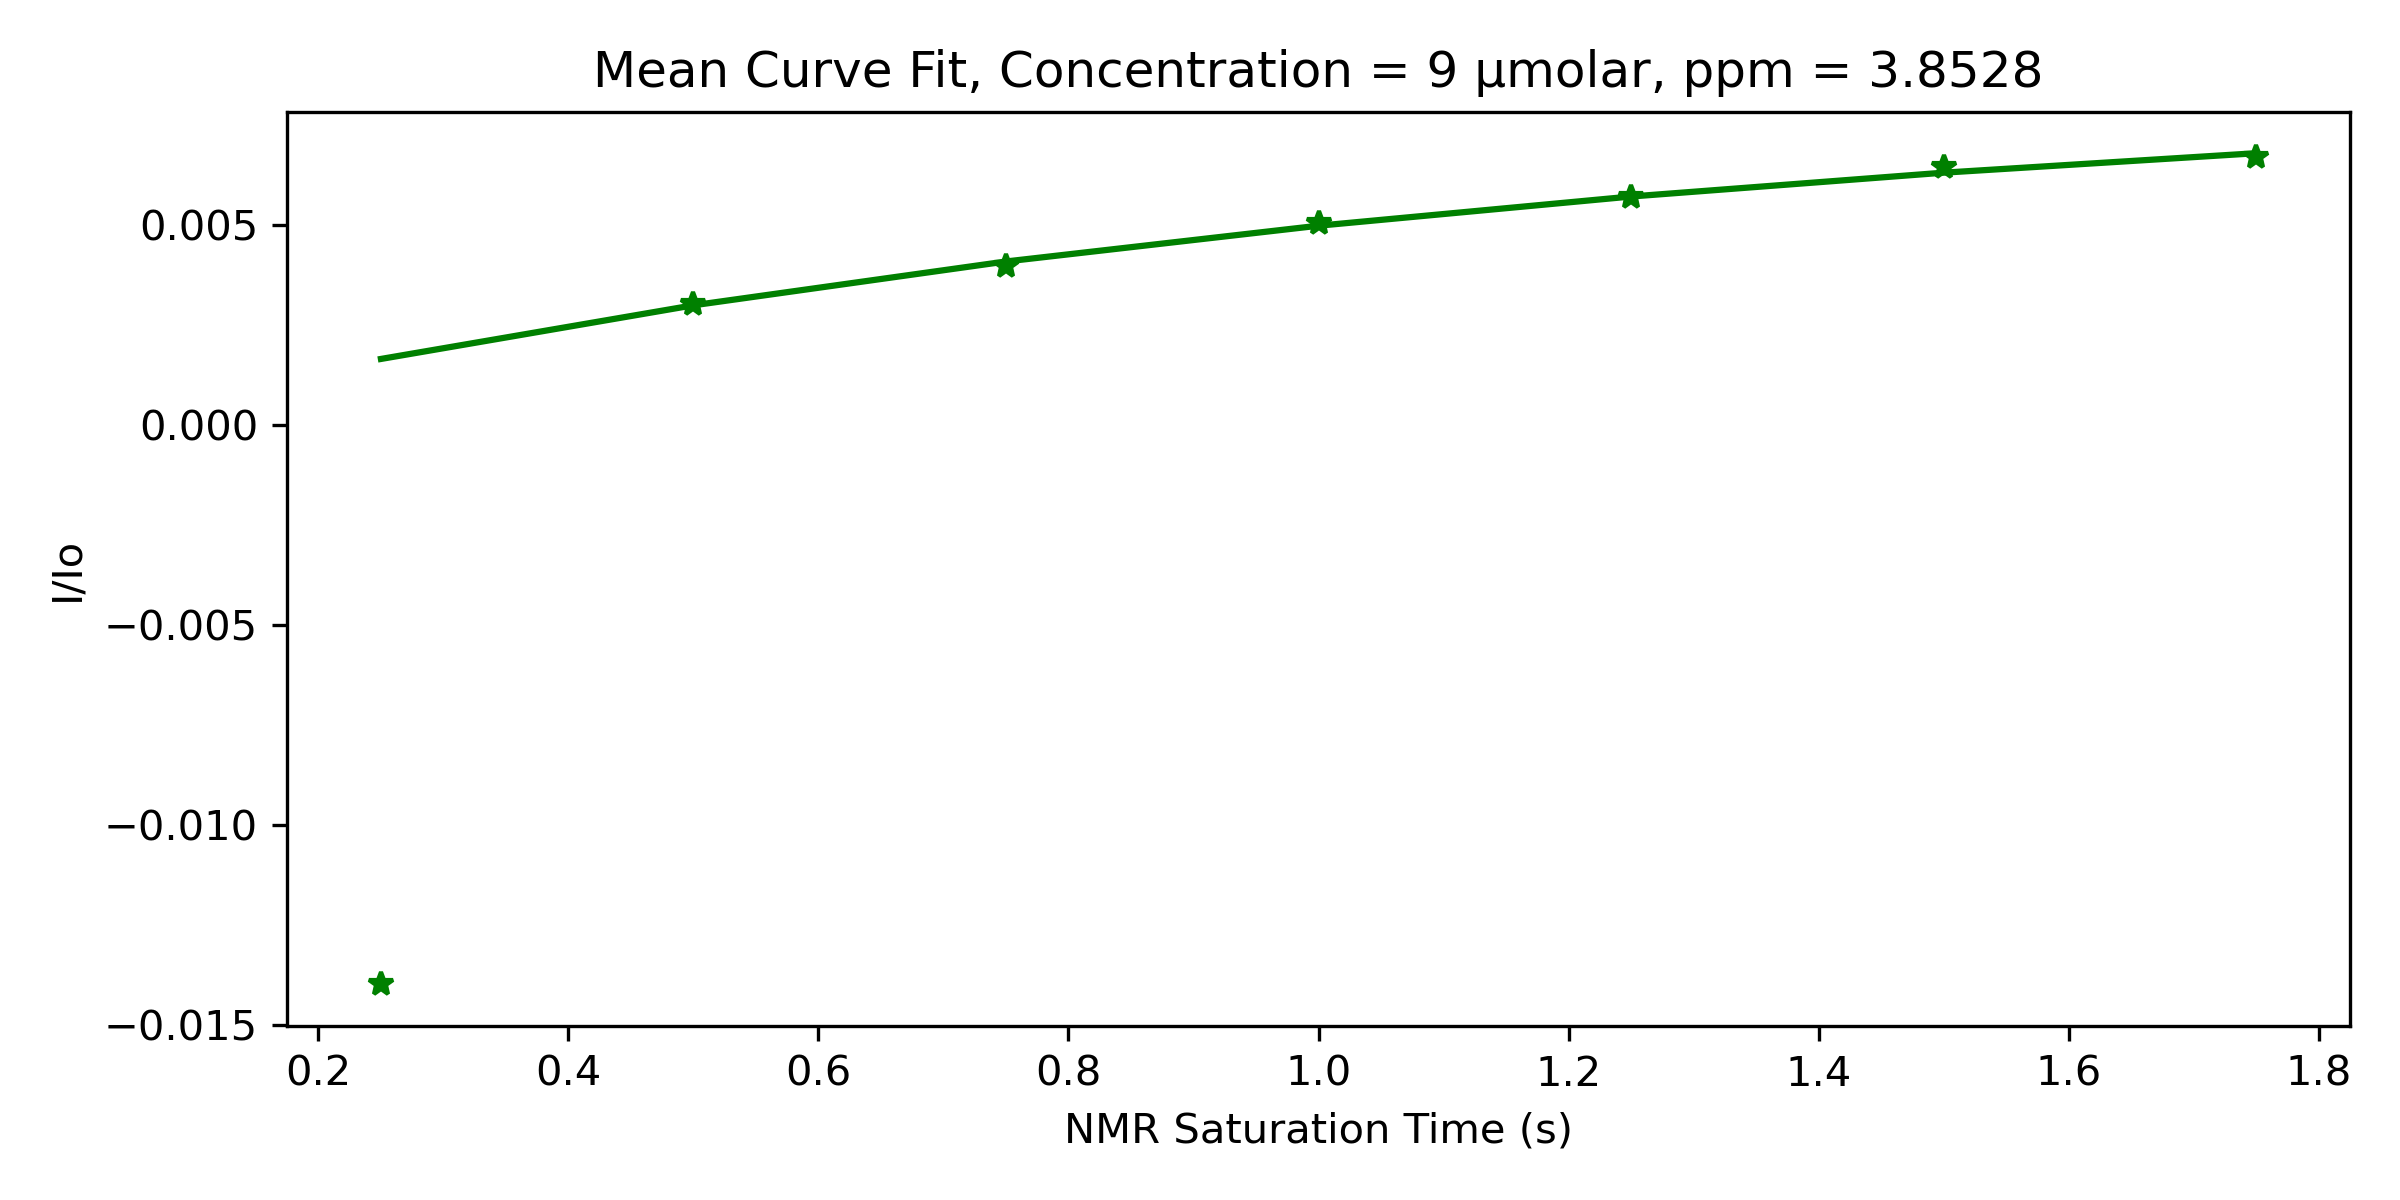 Mean Curve Fit, Concentration = 9 μmolar, ppm = 3.8528
0.005
0.000
−0.005
−0.010
−0.015
I/Io
0.2 0.4 0.6 0.8 1.0 1.2 1.4 1.6 1.8
NMR Saturation Time (s)